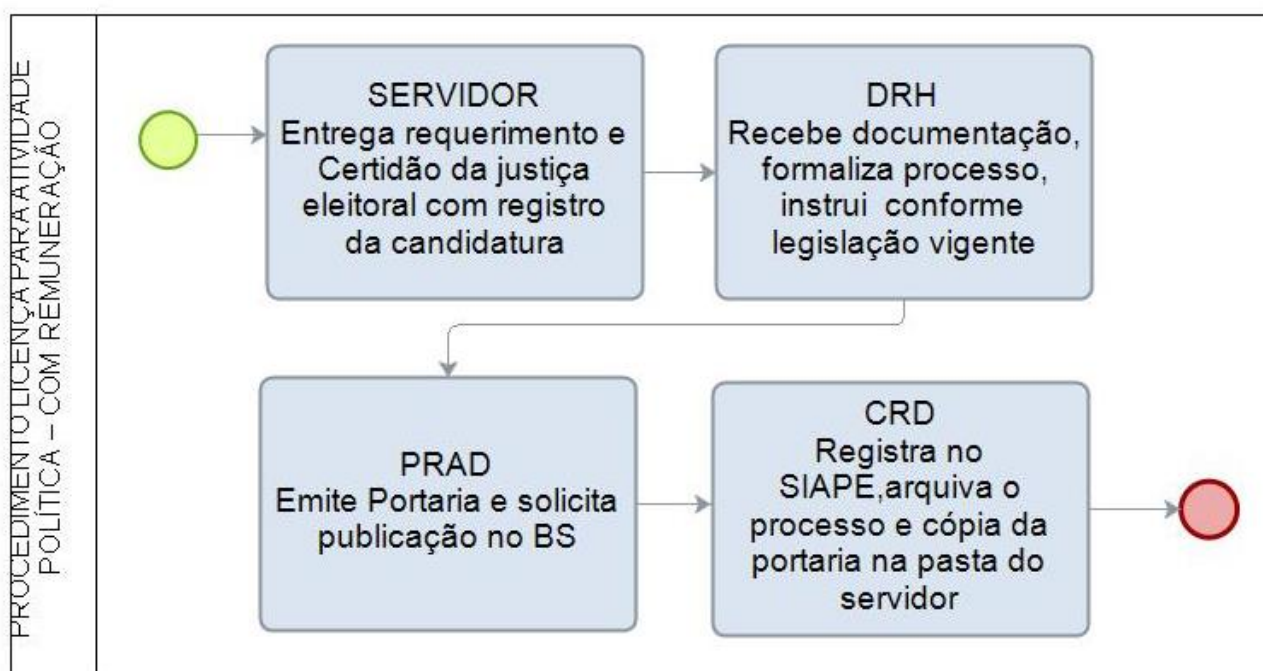 PROCEDIMENTO LICENÇA PARA ATIVIDADE
POLÍTICA – COM REMUNERAÇÃO
SERVIDOR
Entrega requerimento e
Certidão da justiça
eleitoral com registro
da candidatura
DRH
Recebe documentação,
formaliza processo,
instrui conforme
legislação vigente
PRAD
Emite Portaria e solicita
publicação no BS
CRD
Registra no
SIAPE,arquiva o
processo e cópia da
portaria na pasta do
servidor